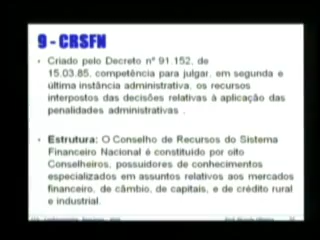 9 - CRSFN
• Criado pelo Decreto nº 91.152, de
15.03.85, competência para julgar, em segunda e
última instância administrativa, os recursos
interpostos das decisões relativas à aplicação das
penalidades administrativas .
• Estrutura: O Conselho de Recursos do Sistema
Financeiro Nacional é constituído por oito
Conselheiros, possuidores de conhecimentos
especializados em assuntos relativos aos mercados
financeiro, de câmbio, de capitais, e de crédito rural
e industrial.